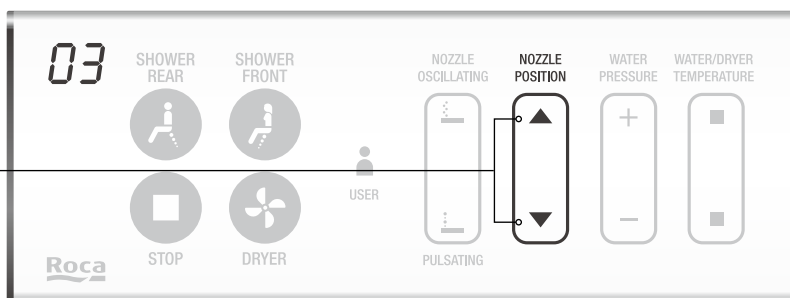 03
SHOWER
REAR
SHOWER
FRONT
NOZZLE
OSCILLATING
NOZZLE
POSITION
WATER
PRESSURE
WATER/DRYER
TEMPERATURE
USER
STOP
DRYER
PULSATING
Roca